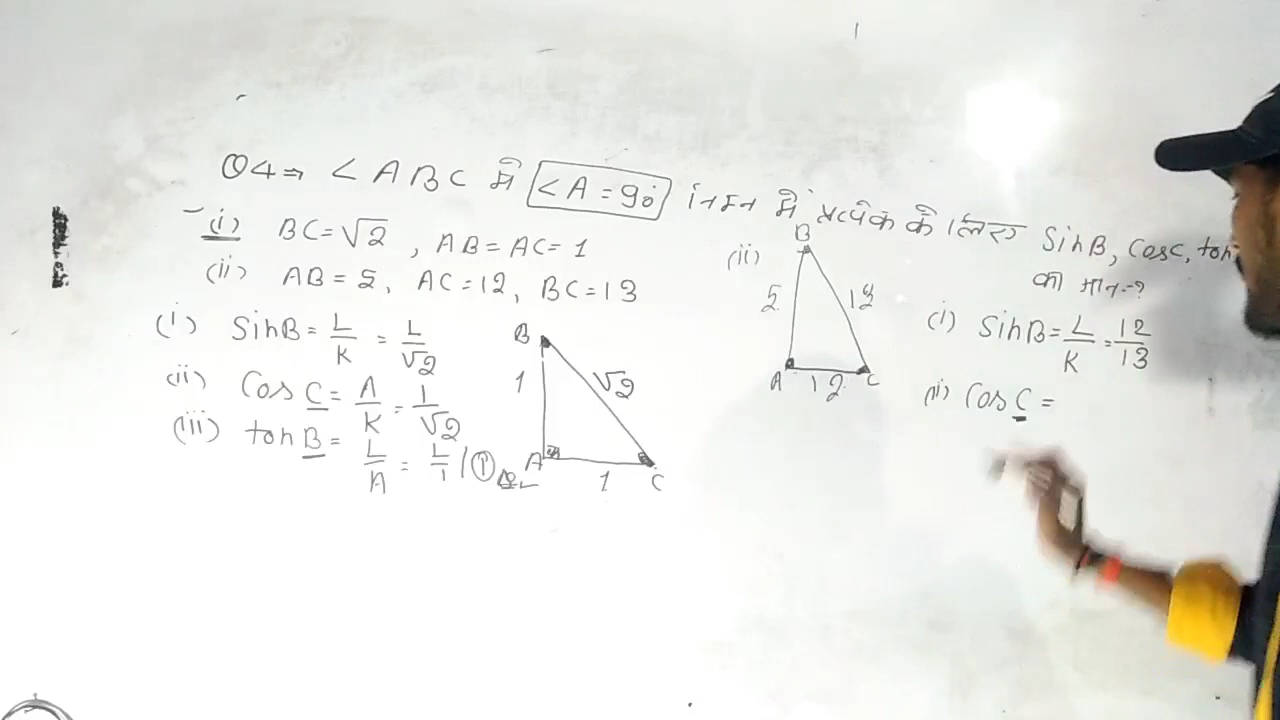 Q4⇒ ∠ABC में ∠A=90° निम्न में प्रत्येक के लिए SinB, CosC, tan
का मान-?
(i) BC=√2, AB=AC=1
(ii) AB=5, AC=12, BC=13
(i) SinB= L/K = L/√2
(ii) Cos C= A/K = 1/√2
(iii) tan B= L/A = L/1 |①
B
1
√2
A
1
C
(ii)
B
5
13
A
12
C
(i) SinB= L/K = 12/13
(ii) Cos C=